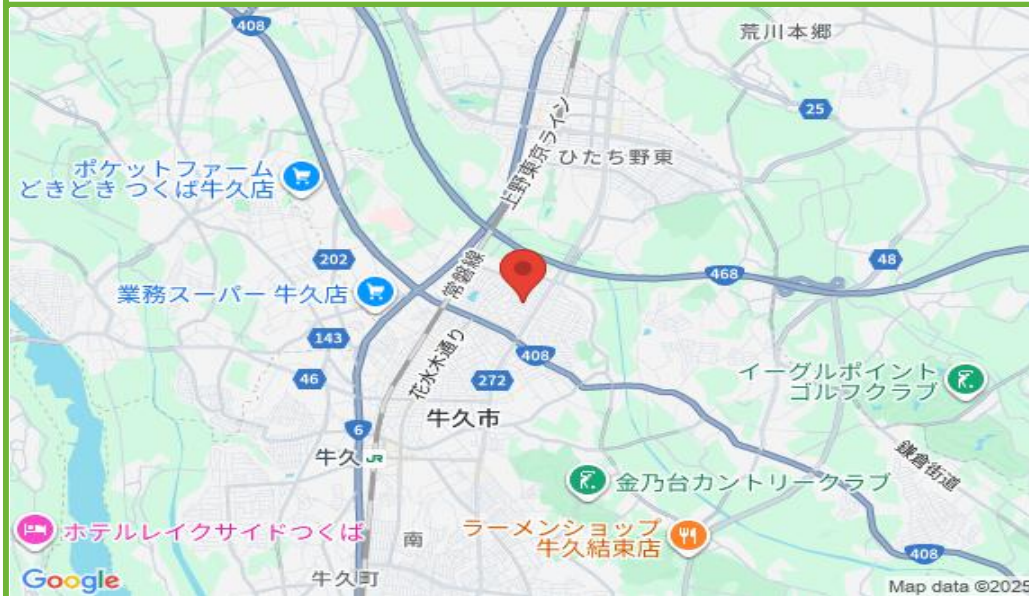 408
荒川本郷
25
上野東京ライン
ひたち野東
ポケットファーム
どきどき つくば牛久店
202
常磐線
468
48
業務スーパー 牛久店
143
花水木通り
408
46
272
イーグルポイント
ゴルフクラブ
6
牛久市
牛久 JR
鎌倉街道
金乃台カントリークラブ
ホテルレイクサイドつくば
南
ラーメンショップ
牛久結束店
408
牛久町
Google
Map data ©2025